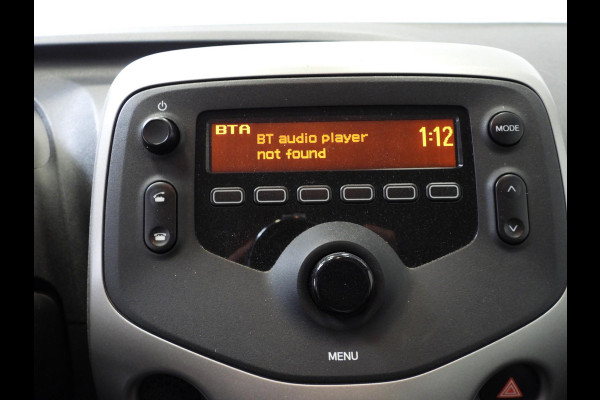 BTA
BT audio player
not found
1:12
MODE
MENU